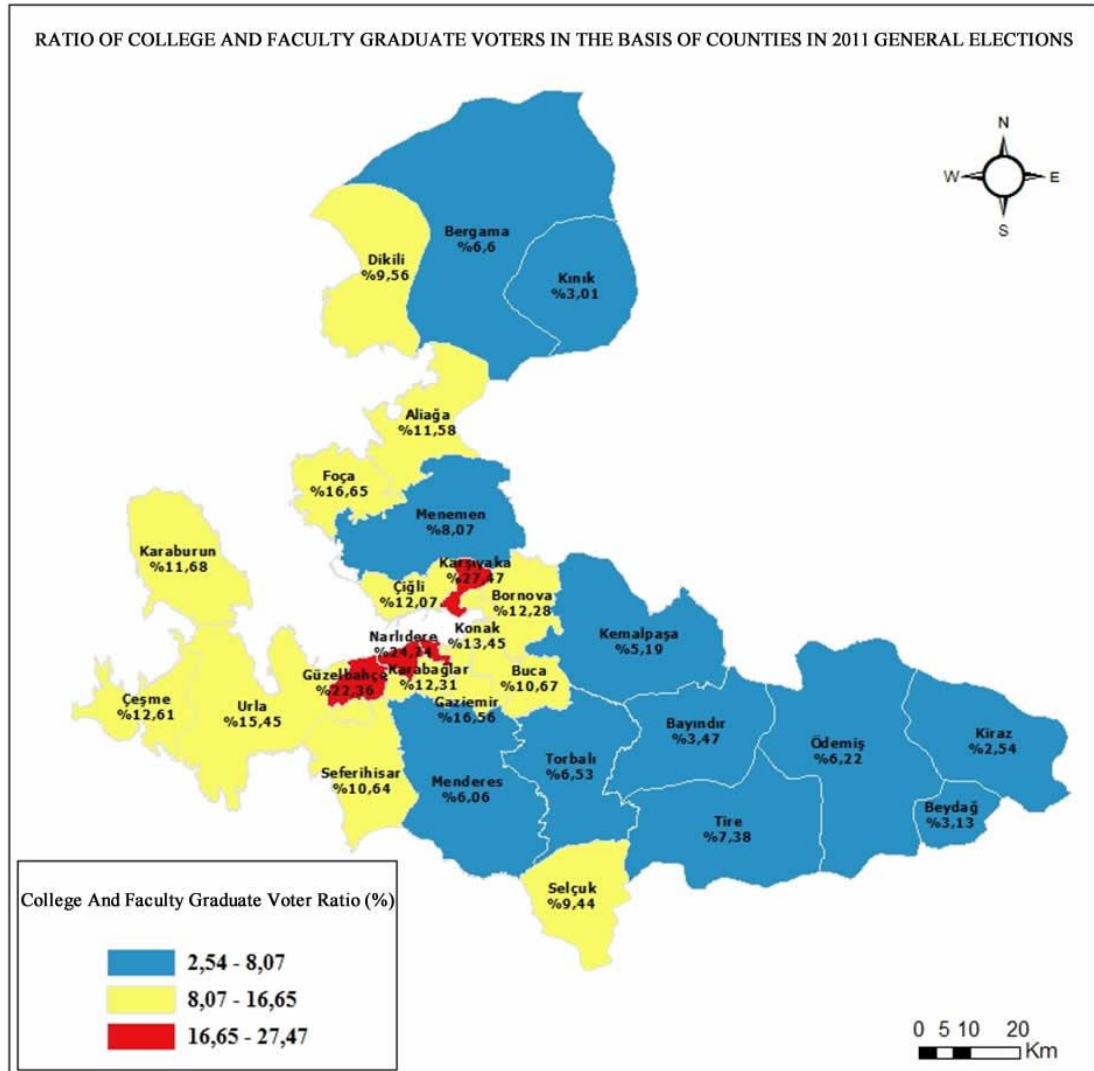 RATIO OF COLLEGE AND FACULTY GRADUATE VOTERS IN THE BASIS OF COUNTIES IN 2011 GENERAL ELECTIONS
N
W
E
S
Bergama
%6,6
Dikili
%9,56
Kınık
%3,01
Aliağa
%11,58
Foça
%16,65
Menemen
%8,07
Karaburun
%11,68
Karşıyaka
%27,47
Çiğli
%12,07
Bornova
%12,28
Konak
%13,45
Narlıdere
%24,24
Kemalpaşa
%5,19
Güzelbahçe
%22,36
Karabağlar
%12,31
Buca
%10,67
Çeşme
%12,61
Urla
%15,45
Gaziemir
%16,56
Bayındır
%3,47
Ödemiş
%6,22
Kiraz
%2,54
Seferihisar
%10,64
Menderes
%6,06
Torbalı
%6,53
Tire
%7,38
Beydağ
%3,13
Selçuk
%9,44
College And Faculty Graduate Voter Ratio (%)
2,54 - 8,07
8,07 - 16,65
16,65 - 27,47
0 5 10 20
Km